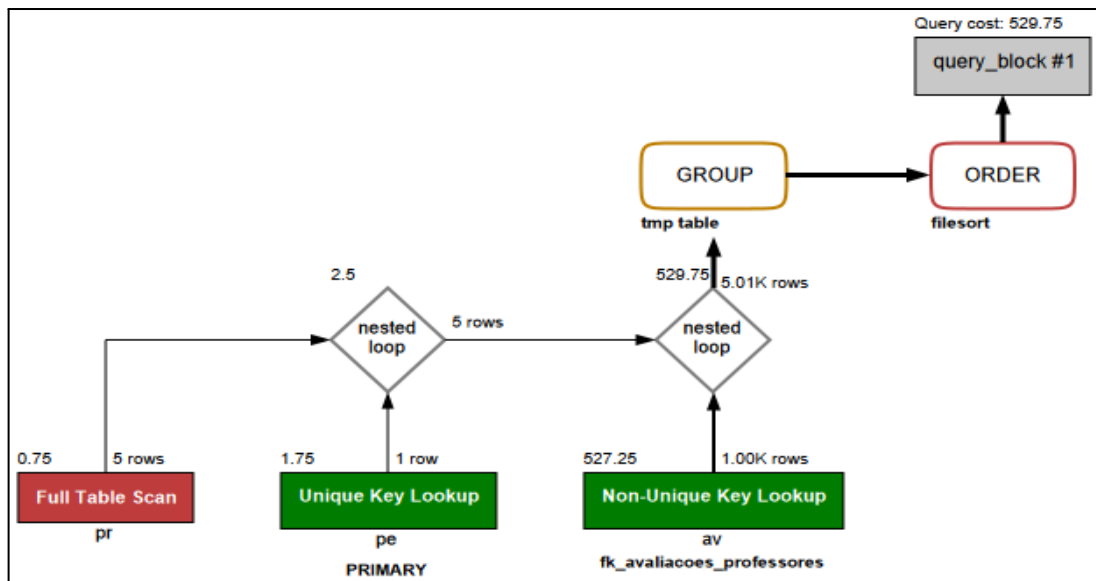 Query cost: 529.75
query_block #1
GROUP
ORDER
tmp table
filesort
2.5
529.75
5.01K rows
nested
loop
5 rows
nested
loop
0.75
5 rows
1.75
1 row
527.25
1.00K rows
Full Table Scan
Unique Key Lookup
Non-Unique Key Lookup
pr
pe
av
PRIMARY
fk_avaliacoes_professores